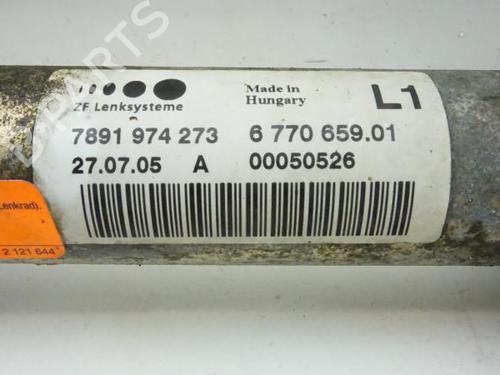 ZF Lenksysteme
Made in
Hungary
L1
7891 974 273 6 770 659.01
27.07.05 A 00050526
Lenkrad).
2 121 644
B-PARTS